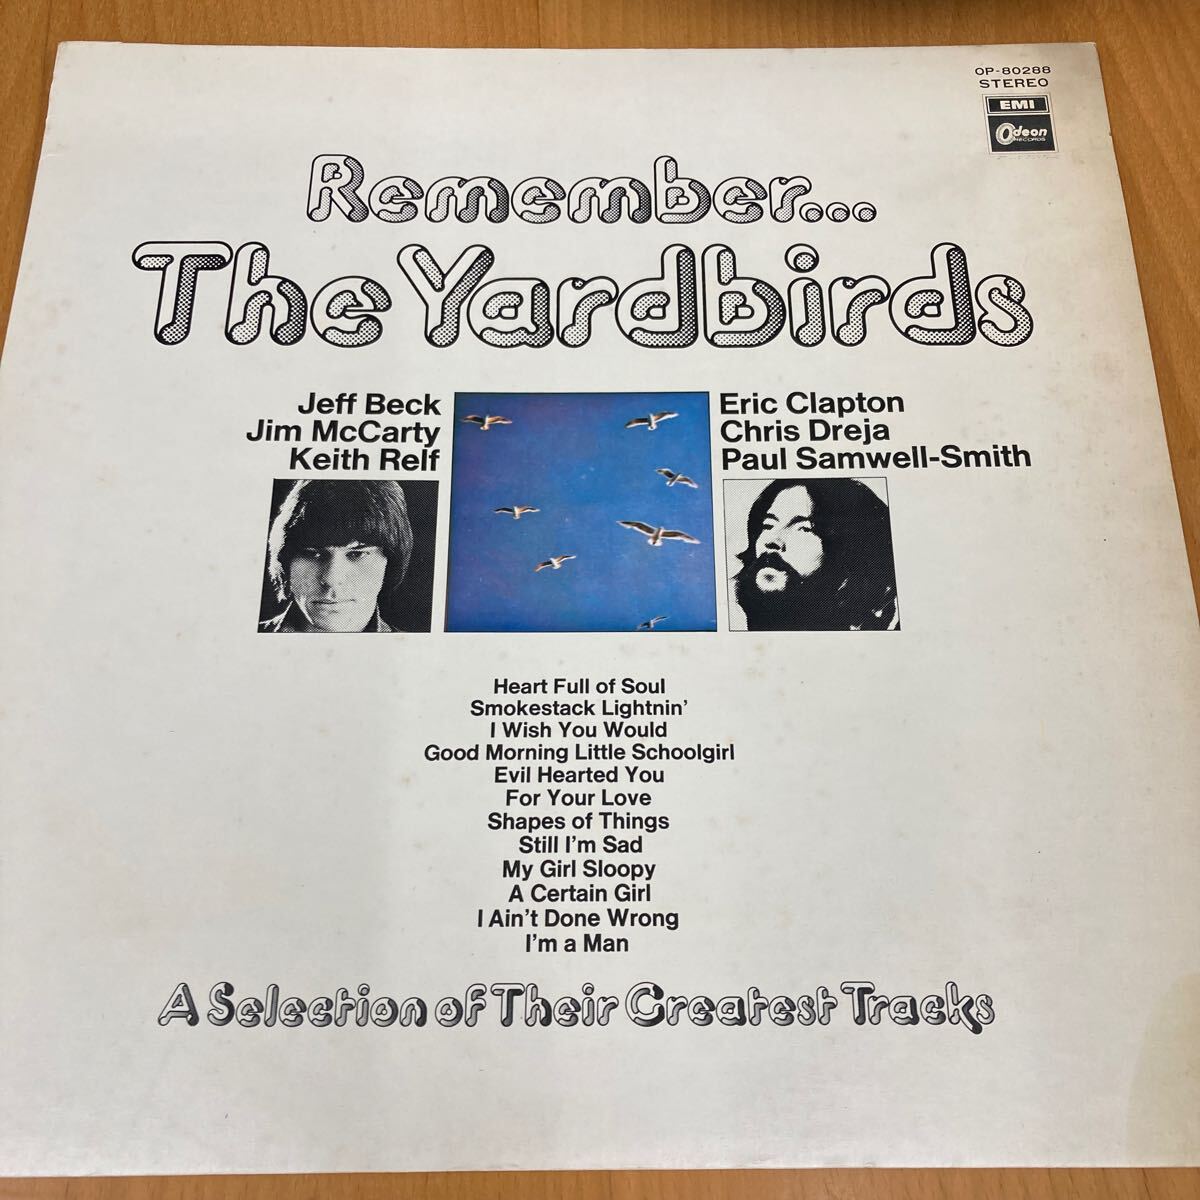 OP-80288
STEREO
EMI
Odeon
RECORDS
Remember...
The Yardbirds
Jeff Beck
Jim McCarty
Keith Relf
Eric Clapton
Chris Dreja
Paul Samwell-Smith
Heart Full of Soul
Smokestack Lightnin'
I Wish You Would
Good Morning Little Schoolgirl
Evil Hearted You
For Your Love
Shapes of Things
Still I'm Sad
My Girl Sloopy
A Certain Girl
I Ain't Done Wrong
I'm a Man
A Selection of Their Greatest Tracks